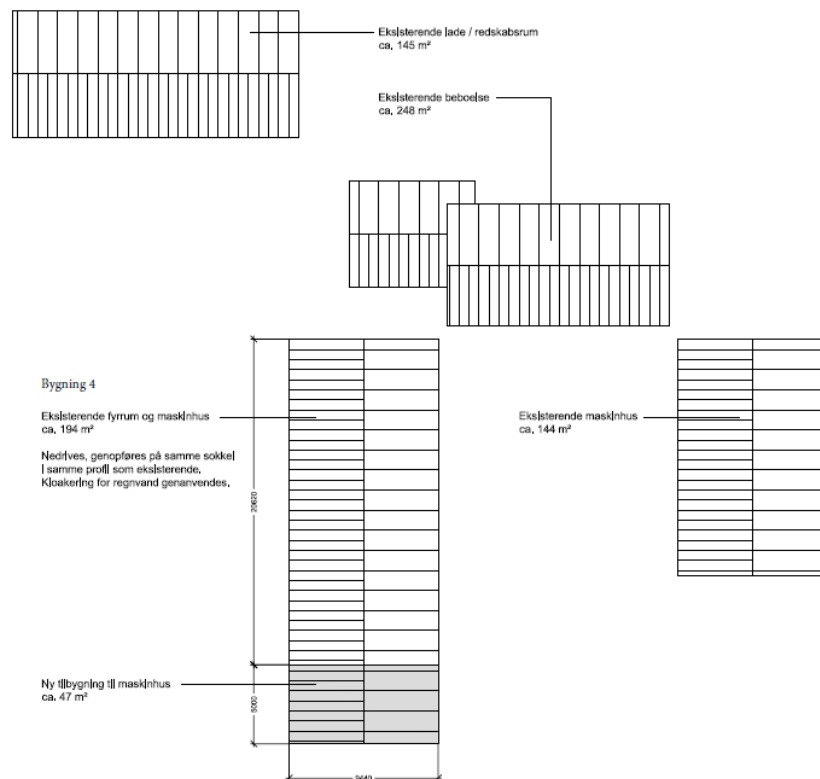 Eksisterende lade / redskabsrum
ca, 145 m²
Eksisterende beboelse
ca, 248 m²
Bygning 4
Eksisterende fyrrum og maskinhus
ca, 194 m²
Eksisterende maskinhus
ca, 144 m²
Nedrives, genopføres på samme sokkel
i samme profil som eksisterende,
Kloakering for regnvand genanvendes,
20620
Ny tilbygning til maskinhus
ca. 47 m²
5000